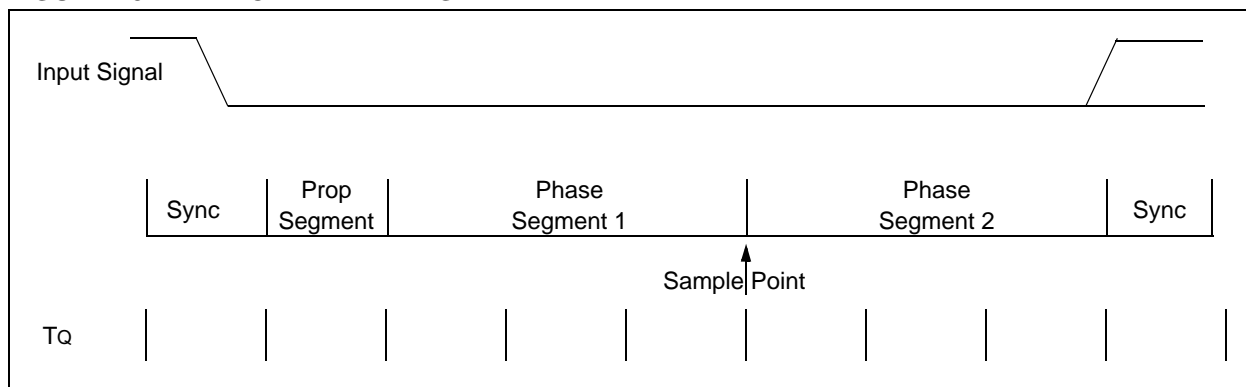 Input Signal
Sync
Prop
Segment
Phase
Segment 1
Phase
Segment 2
Sync
Sample Point
TQ